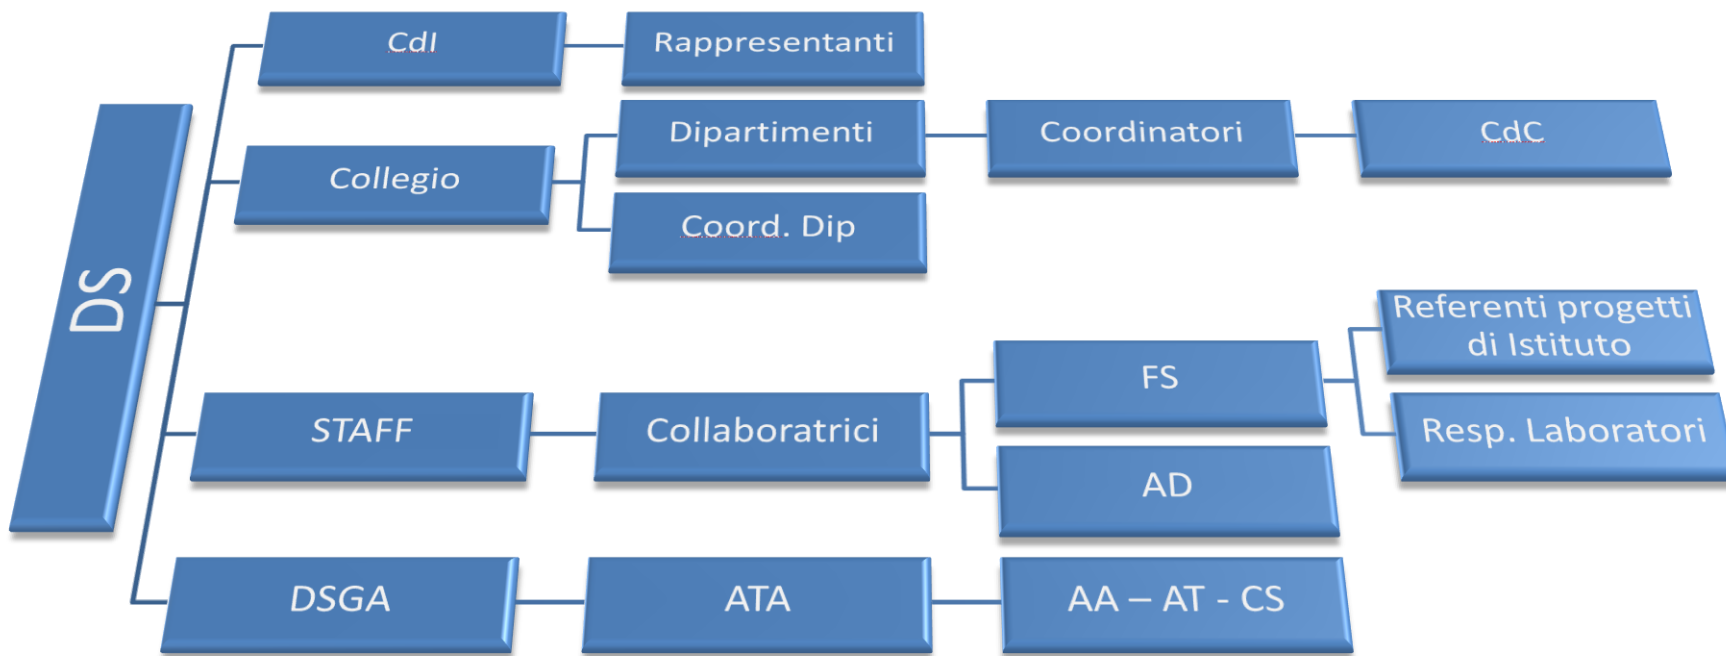 DS
CdI
Rappresentanti
Collegio
Dipartimenti
Coordinatori
CdC
Coord. Dip
STAFF
Collaboratrici
FS
Referenti progetti
di Istituto
Resp. Laboratori
AD
DSGA
ATA
AA – AT - CS